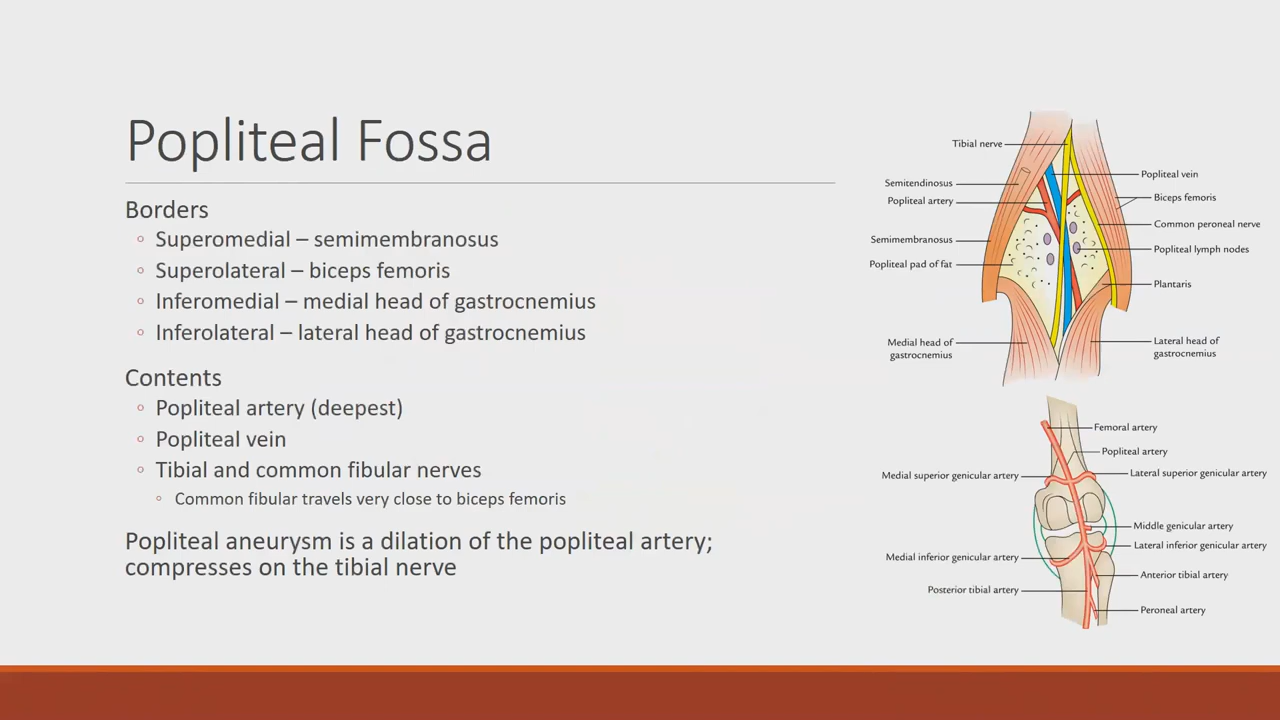 Popliteal Fossa
Borders
◦ Superomedial – semimembranosus
◦ Superolateral – biceps femoris
◦ Inferomedial – medial head of gastrocnemius
◦ Inferolateral – lateral head of gastrocnemius
Contents
◦ Popliteal artery (deepest)
◦ Popliteal vein
◦ Tibial and common fibular nerves
◦ Common fibular travels very close to biceps femoris
Popliteal aneurysm is a dilation of the popliteal artery;
compresses on the tibial nerve
Tibial nerve
Semitendinosus
Popliteal artery
Semimembranosus
Popliteal pad of fat
Medial head of
gastrocnemius
Popliteal vein
Biceps femoris
Common peroneal nerve
Popliteal lymph nodes
Plantaris
Lateral head of
gastrocnemius
Femoral artery
Popliteal artery
Medial superior genicular artery
Lateral superior genicular artery
Middle genicular artery
Lateral inferior genicular artery
Medial inferior genicular artery
Anterior tibial artery
Posterior tibial artery
Peroneal artery